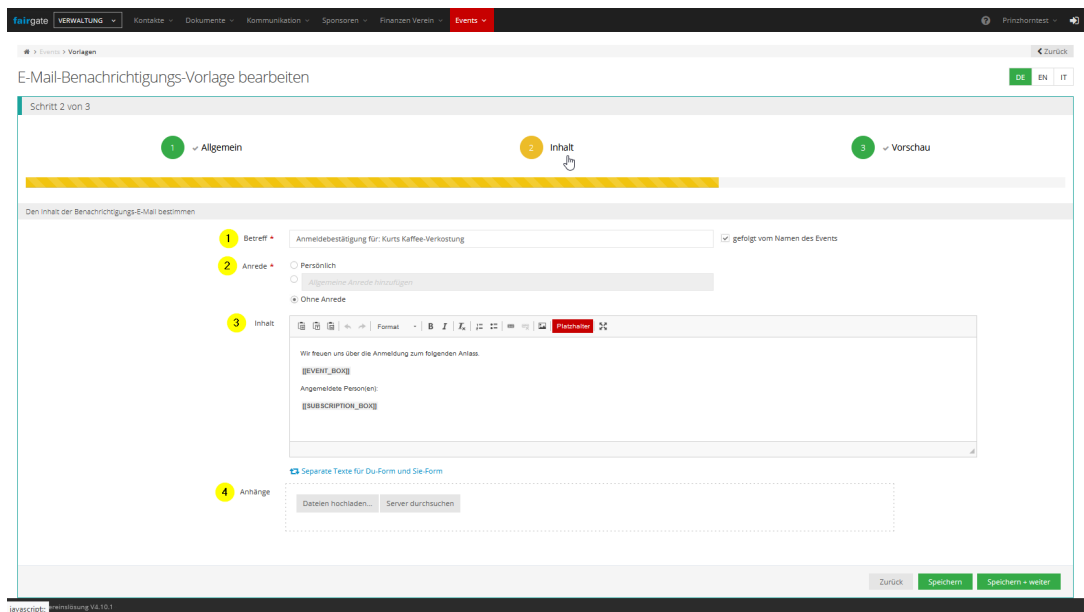 fairgate VERWALTUNG Kontakte Dokumente Kommunikation Sponsoren Finanzen Verein Events Prinzhorntest
> Events > Vorlagen Zurück
E-Mail-Benachrichtigungs-Vorlage bearbeiten DE EN IT
Schritt 2 von 3
1 Allgemein 2 Inhalt 3 Vorschau
Den Inhalt der Benachrichtigungs-E-Mail bestimmen
1 Betreff * Anmeldebestätigung für: Kurts Kaffee-Verkostung gefolgt vom Namen des Events
2 Anrede * Persönlich
Allgemeine Anrede hinzufügen
Ohne Anrede
3 Inhalt Format B I Platzhalter
Wir freuen uns über die Anmeldung zum folgenden Anlass.
[[EVENT_BOX]]
Angemeldete Person(en):
[[SUBSCRIPTION_BOX]]
Separate Texte für Du-Form und Sie-Form
4 Anhänge Dateien hochladen... Server durchsuchen
Zurück Speichern Speichern + weiter
javascript:; ereinslösung V4.10.1